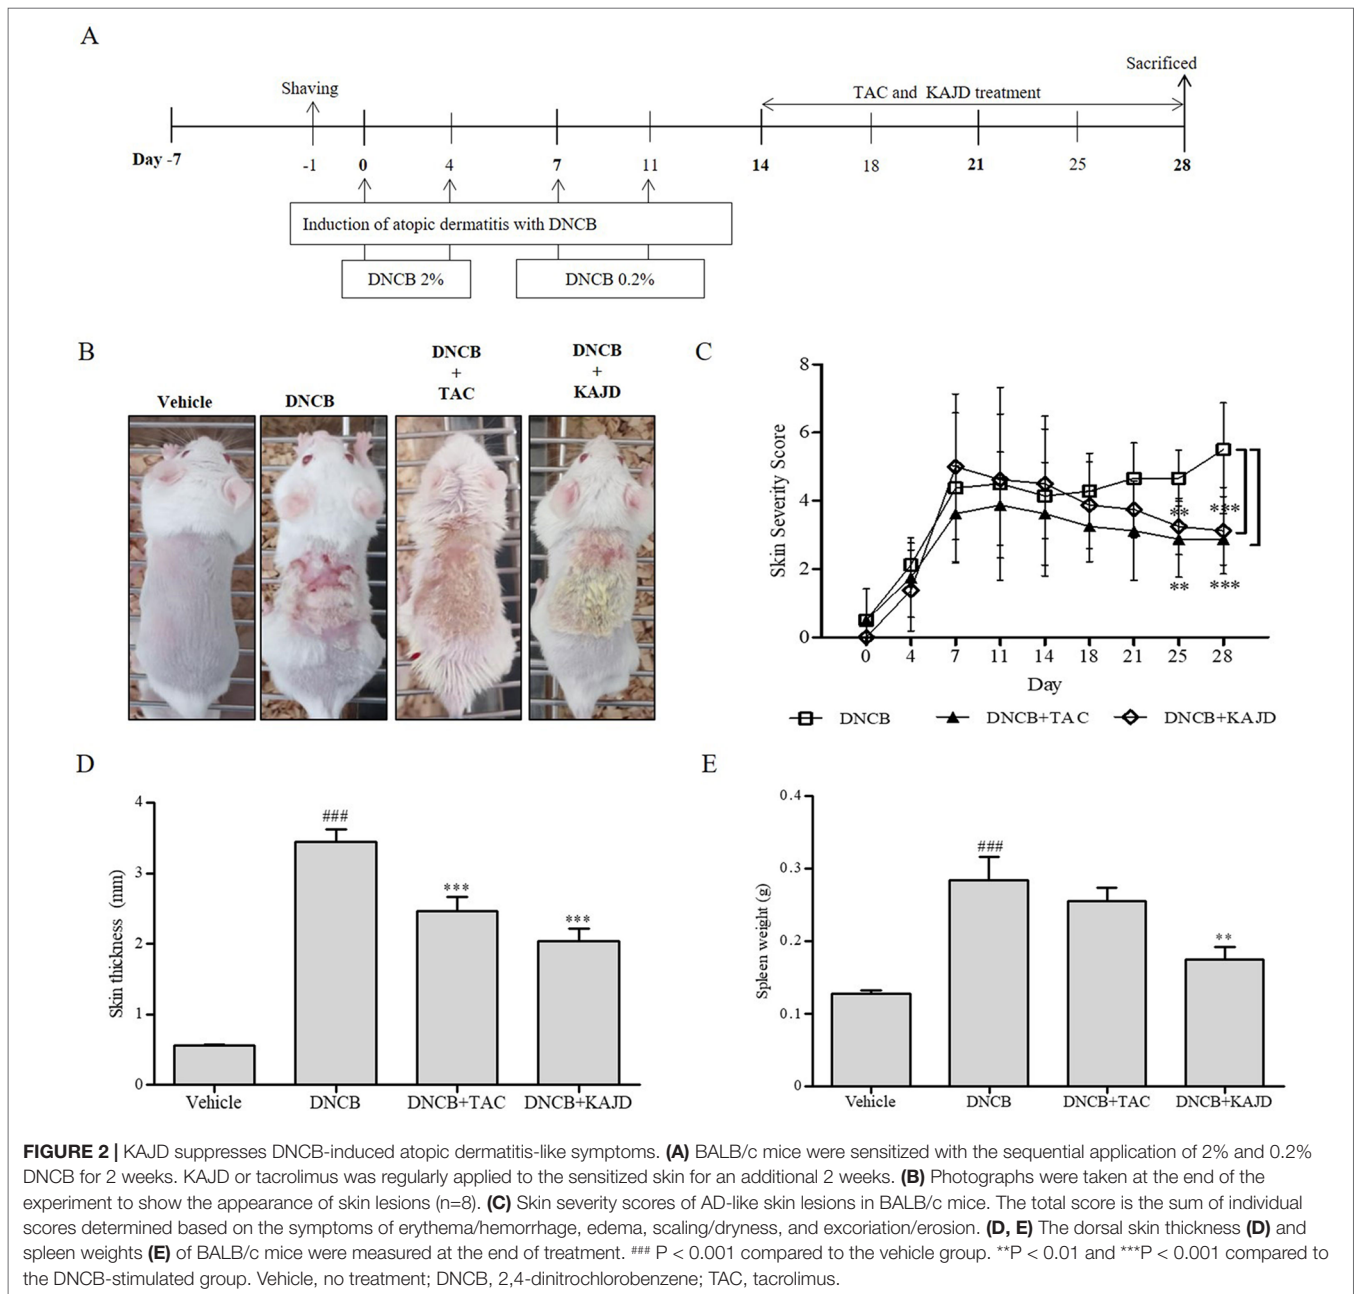 A
Sacrificed
Shaving
TAC and KAJD treatment
Day -7 -1 0 4 7 11 14 18 21 25 28
Induction of atopic dermatitis with DNCB
DNCB 2% DNCB 0.2%
B
Vehicle
DNCB
DNCB
+
TAC
DNCB
+
KAJD
C
Skin Severity Score
8
6
4
2
0
** ***
** ***
0 4 7 11 14 18 21 25 28
Day
DNCB DNCB+TAC DNCB+KAJD
D
Skin thickness (mm)
4
3
2
1
0
###
***
***
Vehicle DNCB DNCB+TAC DNCB+KAJD
E
Spleen weight (g)
0.4
0.3
0.2
0.1
0
###
**
Vehicle DNCB DNCB+TAC DNCB+KAJD
FIGURE 2 | KAJD suppresses DNCB-induced atopic dermatitis-like symptoms. (A) BALB/c mice were sensitized with the sequential application of 2% and 0.2%
DNCB for 2 weeks. KAJD or tacrolimus was regularly applied to the sensitized skin for an additional 2 weeks. (B) Photographs were taken at the end of the
experiment to show the appearance of skin lesions (n=8). (C) Skin severity scores of AD-like skin lesions in BALB/c mice. The total score is the sum of individual
scores determined based on the symptoms of erythema/hemorrhage, edema, scaling/dryness, and excoriation/erosion. (D, E) The dorsal skin thickness (D) and
spleen weights (E) of BALB/c mice were measured at the end of treatment. ### P < 0.001 compared to the vehicle group. **P < 0.01 and ***P < 0.001 compared to
the DNCB-stimulated group. Vehicle, no treatment; DNCB, 2,4-dinitrochlorobenzene; TAC, tacrolimus.